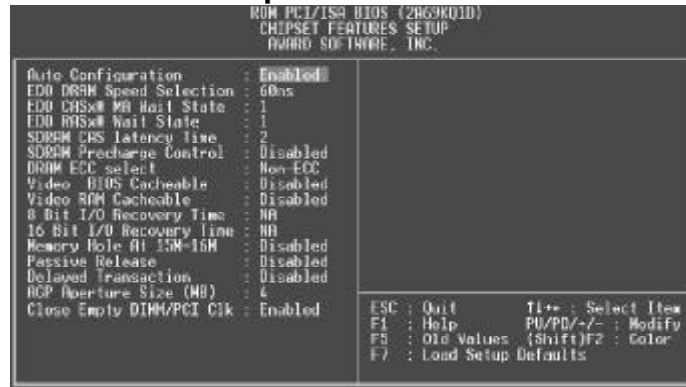 ROM PCI/ISA BIOS (2A69KQ1D)
CHIPSET FEATURES SETUP
AWARD SOFTWARE, INC.
Auto Configuration : Enabled
EDO DRAM Speed Selection : 60ns
EDO CASx# MA Wait State : 1
EDO RASx# Wait State : 1
SDRAM CAS latency Time : 2
SDRAM Precharge Control : Disabled
DRAM ECC select : Non-ECC
Video BIOS Cacheable : Disabled
Video RAM Cacheable : Disabled
8 Bit I/O Recovery Time : NA
16 Bit I/O Recovery Time : NA
Memory Hole At 15M-16M : Disabled
Passive Release : Disabled
Delayed Transaction : Disabled
AGP Aperture Size (MB) : 4
Close Empty DIMM/PCI Clk : Enabled
ESC : Quit ↑↓→← : Select Item
F1 : Help PU/PD/+/- : Modify
F5 : Old Values (Shift)F2 : Color
F7 : Load Setup Defaults